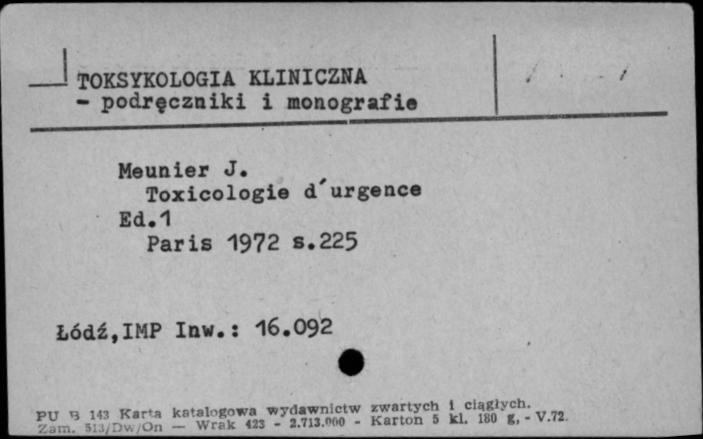 TOKSYKOLOGIA KLINICZNA
- podręczniki i monografie
Meunier J.
Toxicologie d´urgence
Ed.1
Paris 1972 s.225
Łódź,IMP Inw.: 16.092
PU B 143 Karta katalogowa wydawnictw zwartych i ciągłych.
Zam. 513/Dw/On — Wrak 423 - 2.713.000 - Karton 5 kl. 180 g, - V.72.